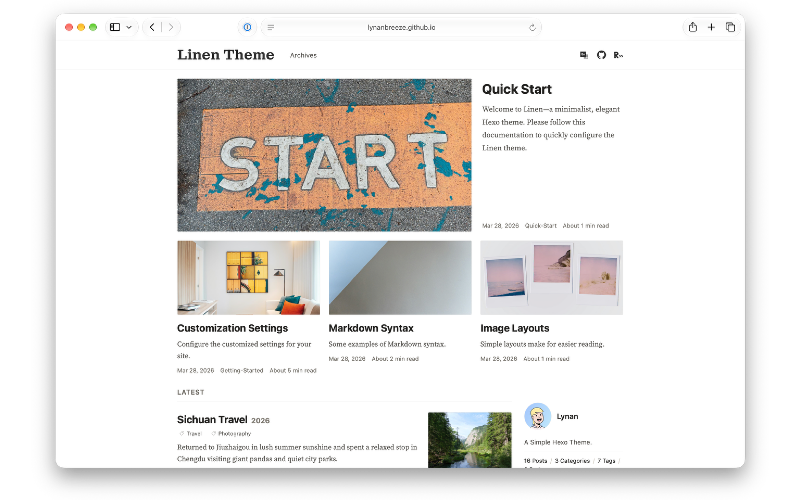 lynanbreeze.github.io
Linen Theme
Archives
START
Quick Start
Welcome to Linen—a minimalist, elegant
Hexo theme. Please follow this
documentation to quickly configure the
Linen theme.
Mar 28, 2026 Quick-Start About 1 min read
Customization Settings
Configure the customized settings for your
site.
Mar 28, 2026 Getting-Started About 5 min read
Markdown Syntax
Some examples of Markdown syntax.
Mar 28, 2026 About 2 min read
Image Layouts
Simple layouts make for easier reading.
Mar 28, 2026 About 1 min read
LATEST
Sichuan Travel 2026
Travel Photography
Returned to Jiuzhaigou in lush summer sunshine and spent a relaxed stop in
Chengdu visiting giant pandas and quiet city parks.
Lynan
A Simple Hexo Theme.
16 Posts / 3 Categories / 7 Tags /